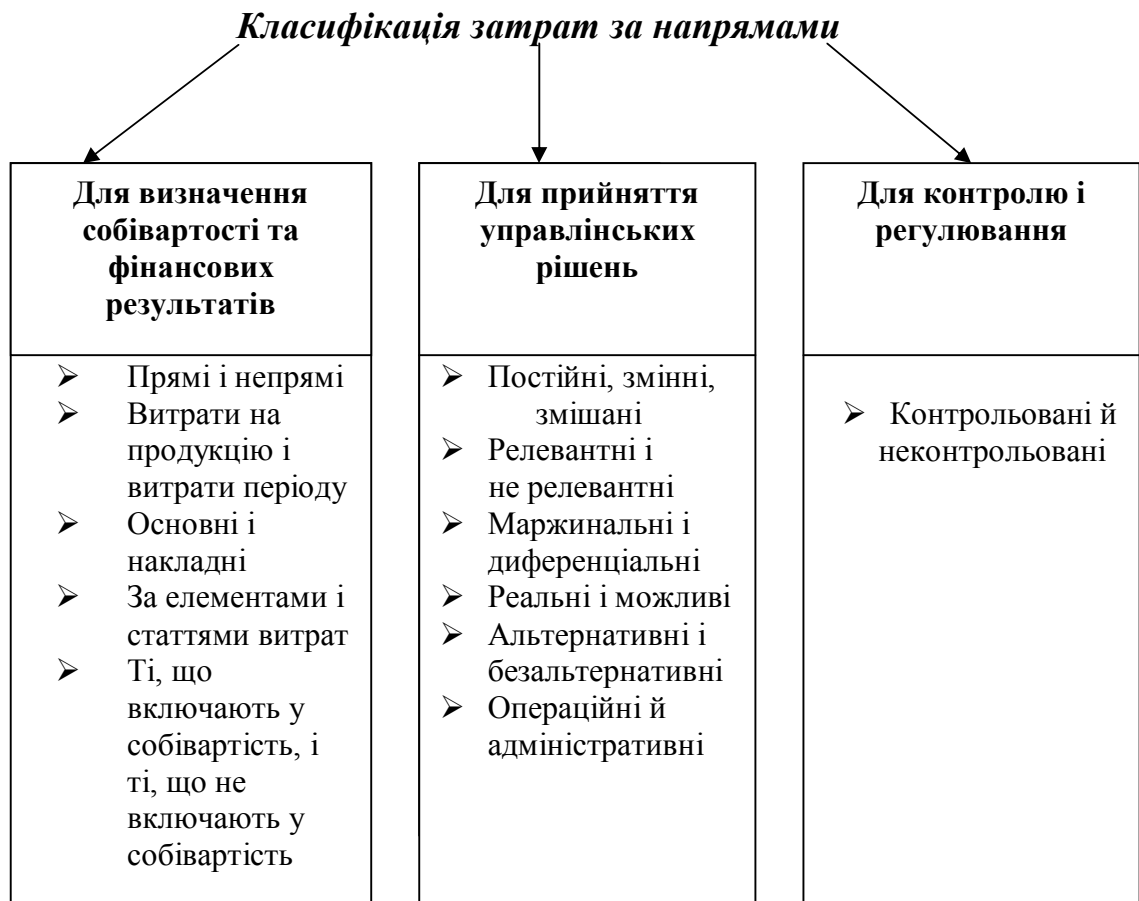 Класифікація затрат за напрямами
Для визначення
собівартості та
фінансових
результатів
➢ Прямі і непрямі
➢ Витрати на
продукцію і
витрати періоду
➢ Основні і
накладні
➢ За елементами і
статтями витрат
➢ Ті, що
включають у
собівартість, і
ті, що не
включають у
собівартість
Для прийняття
управлінських
рішень
➢ Постійні, змінні,
змішані
➢ Релевантні і
не релевантні
➢ Маржинальні і
диференціальні
➢ Реальні і можливі
➢ Альтернативні і
безальтернативні
➢ Операційні й
адміністративні
Для контролю і
регулювання
➢ Контрольовані й
неконтрольовані